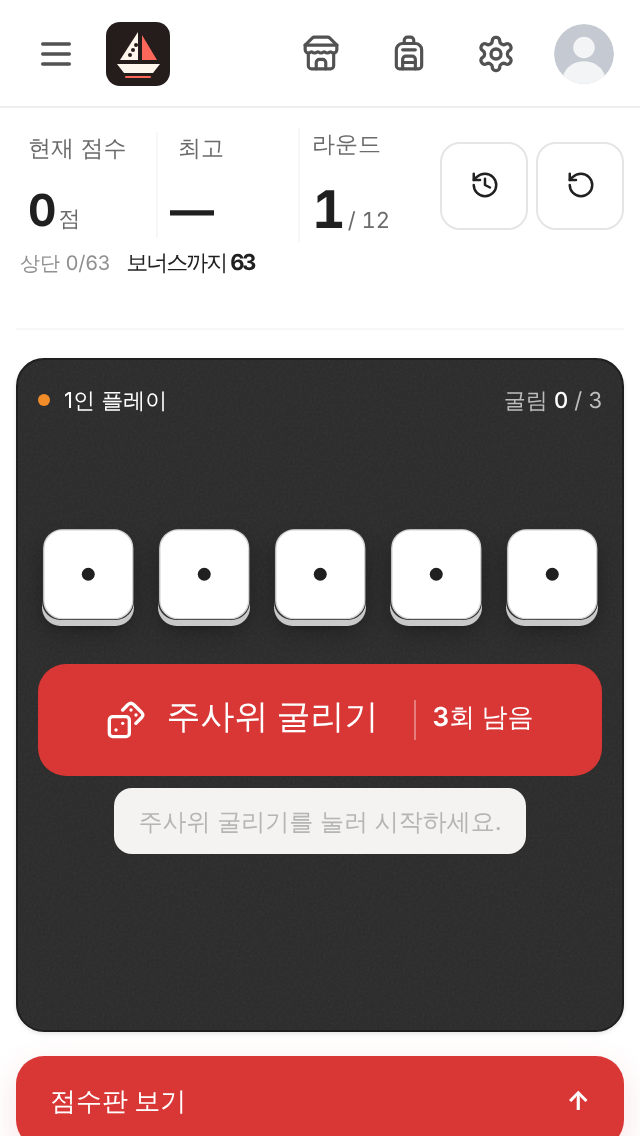 현재 점수
최고
라운드
0점
—
1 / 12
상단 0/63 보너스까지 63
1인 플레이
굴림 0 / 3
주사위 굴리기
3회 남음
주사위 굴리기를 눌러 시작하세요.
점수판 보기